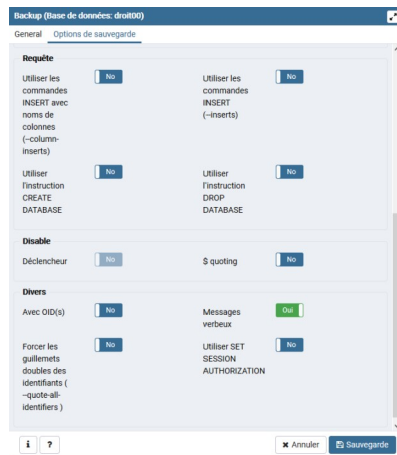 Backup (Base de données: droit00)
General Options de sauvegarde
Requête
Utiliser les
commandes
INSERT avec
noms de
colonnes
(--column-
inserts)
No
Utiliser les
commandes
INSERT
(--inserts)
No
Utiliser
l'instruction
CREATE
DATABASE
No
Utiliser
l'instruction
DROP
DATABASE
No
Disable
Déclencheur
No
$ quoting
No
Divers
Avec OID(s)
No
Messages
verbeux
Oui
Forcer les
guillemets
doubles des
identifiants (
--quote-all-
identifiers )
No
Utiliser SET
SESSION
AUTHORIZATION
No
i ? × Annuler Sauvegarde